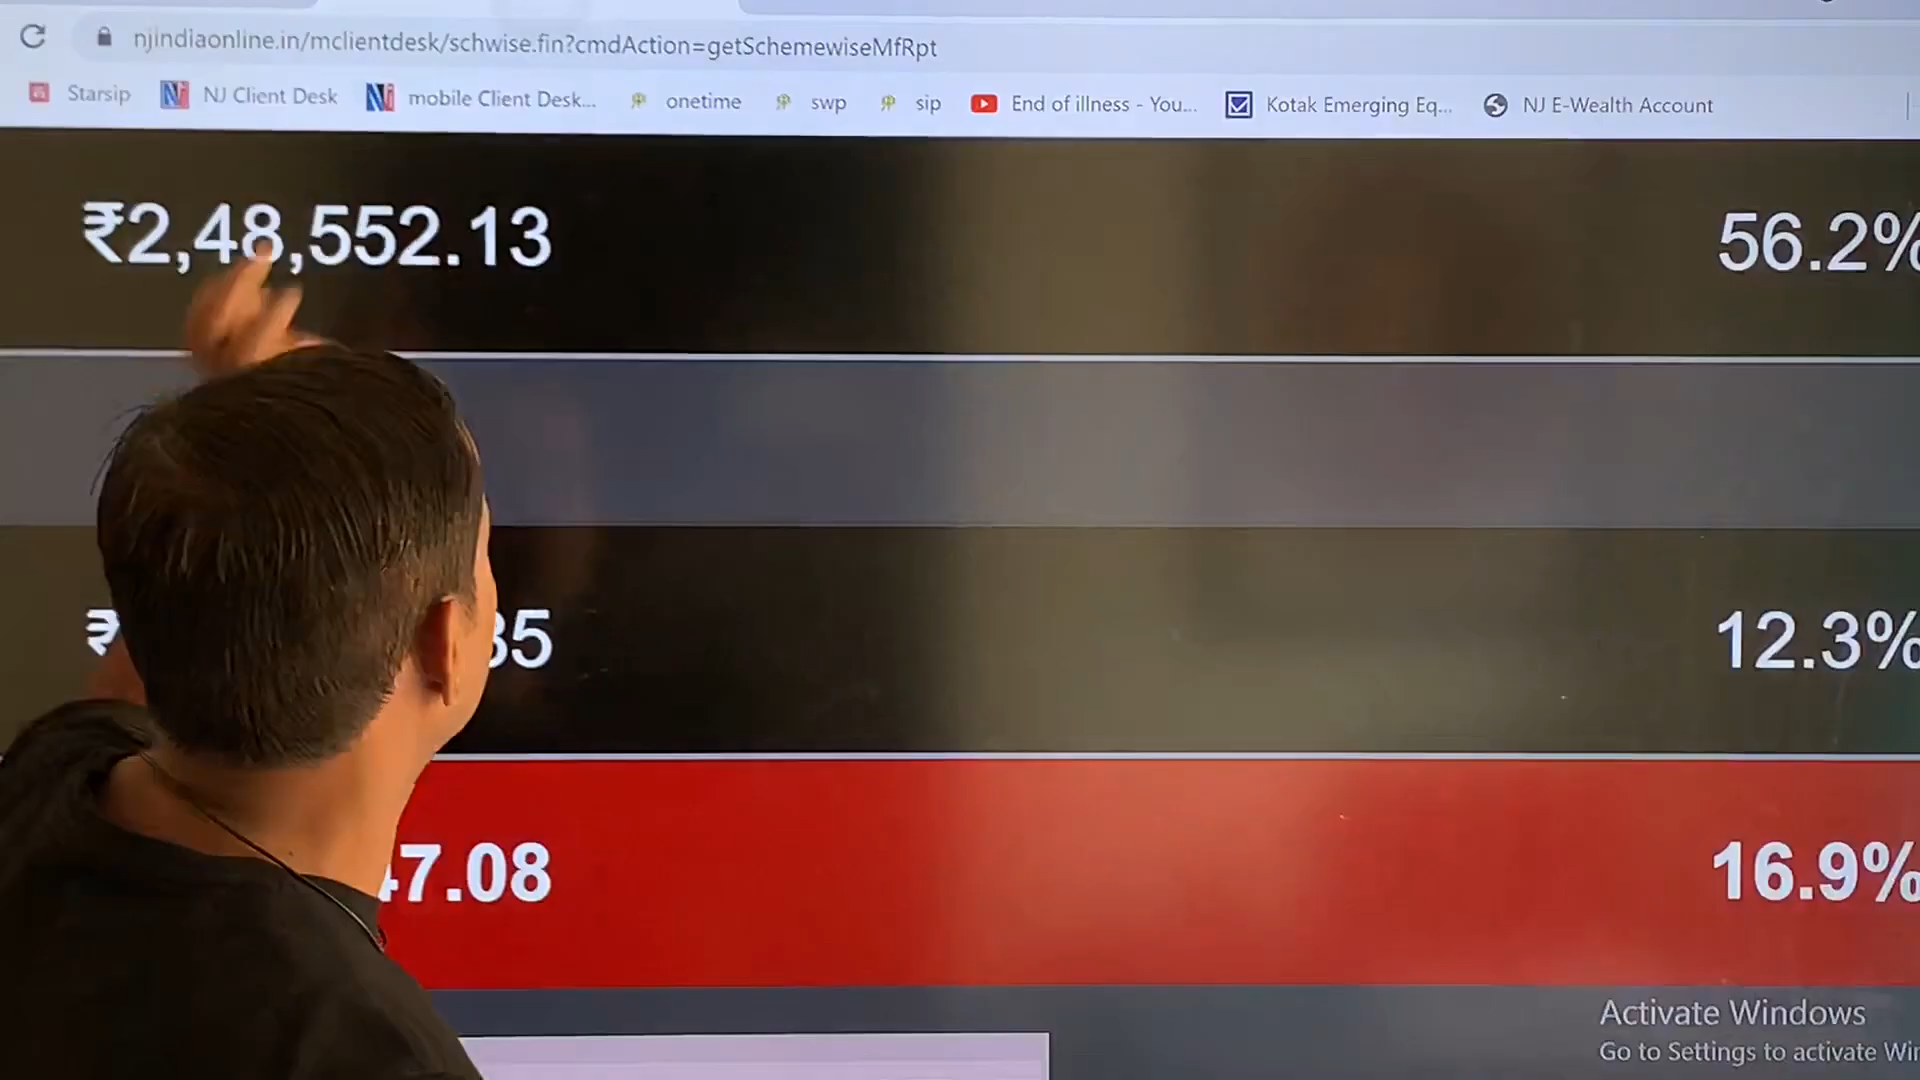 njindiaonline.in/mclientdesk/schwise.fin?cmdAction=getSchemewiseMfRpt
Starsip NJ Client Desk mobile Client Desk... onetime swp sip End of illness - You... Kotak Emerging Eq... NJ E-Wealth Account
₹2,48,552.13 56.2%
₹ 35 12.3%
47.08 16.9%
Activate Windows
Go to Settings to activate